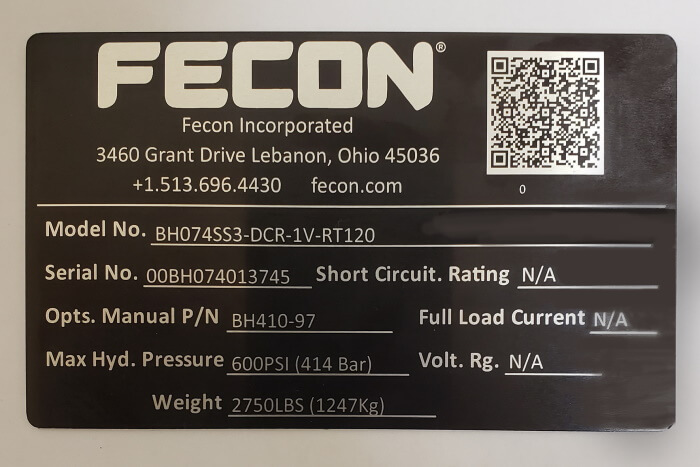 FECON®
Fecon Incorporated
3460 Grant Drive Lebanon, Ohio 45036
+1.513.696.4430 fecon.com
0
Model No. BH074SS3-DCR-1V-RT120
Serial No. 00BH074013745 Short Circuit. Rating N/A
Opts. Manual P/N BH410-97 Full Load Current N/A
Max Hyd. Pressure 600PSI (414 Bar) Volt. Rg. N/A
Weight 2750LBS (1247Kg)